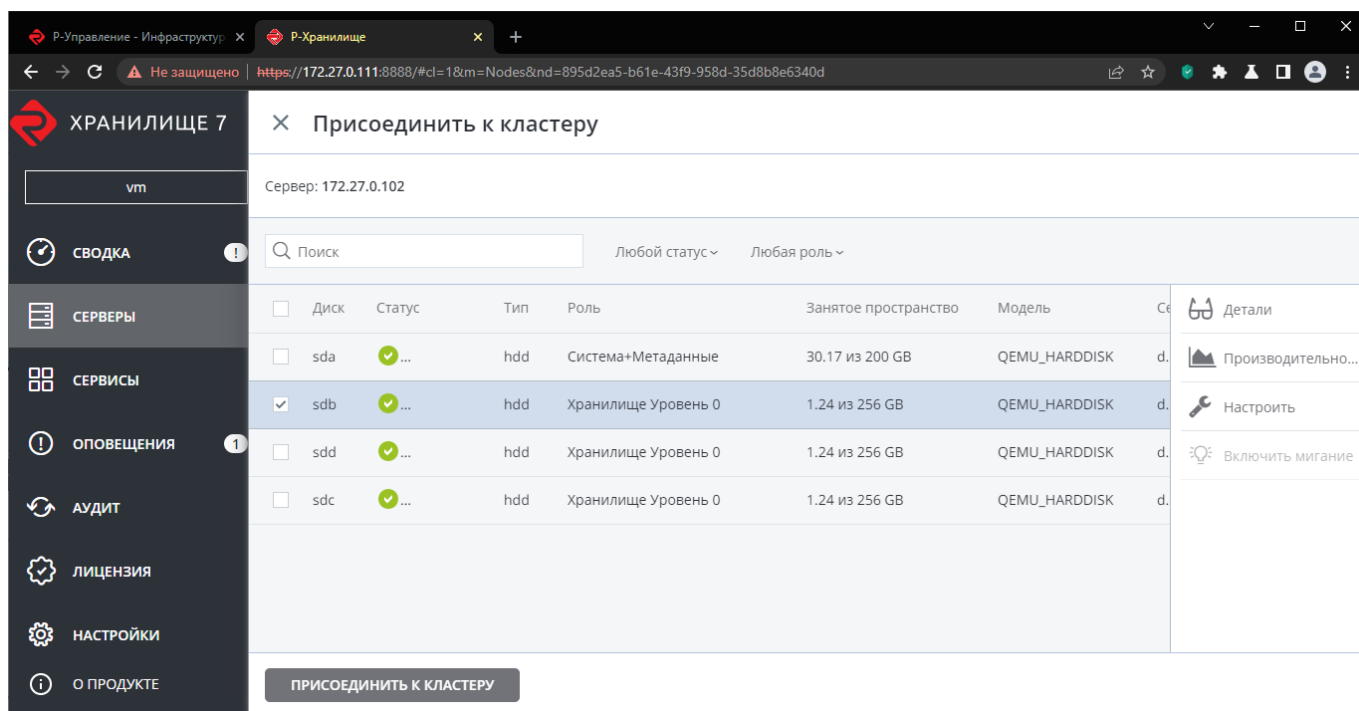 Р-Управление - Инфраструктур
Р-Хранилище
Не защищено
https://172.27.0.111:8888/#cl=1&m=Nodes&nd=895d2ea5-b61e-43f9-958d-35d8b8e6340d
ХРАНИЛИЩЕ 7
Присоединить к кластеру
vm
Сервер: 172.27.0.102
СВОДКА !
Поиск
Любой статус
Любая роль
СЕРВЕРЫ
Диск Статус Тип Роль Занятое пространство Модель Се
sda ... hdd Система+Метаданные 30.17 из 200 GB QEMU_HARDDISK d.
sdb ... hdd Хранилище Уровень 0 1.24 из 256 GB QEMU_HARDDISK d.
sdd ... hdd Хранилище Уровень 0 1.24 из 256 GB QEMU_HARDDISK d.
sdc ... hdd Хранилище Уровень 0 1.24 из 256 GB QEMU_HARDDISK d.
Детали
Производительно...
Настроить
Включить мигание
СЕРВИСЫ
ОПОВЕЩЕНИЯ 1
АУДИТ
ЛИЦЕНЗИЯ
НАСТРОЙКИ
О ПРОДУКТЕ
ПРИСОЕДИНИТЬ К КЛАСТЕРУ